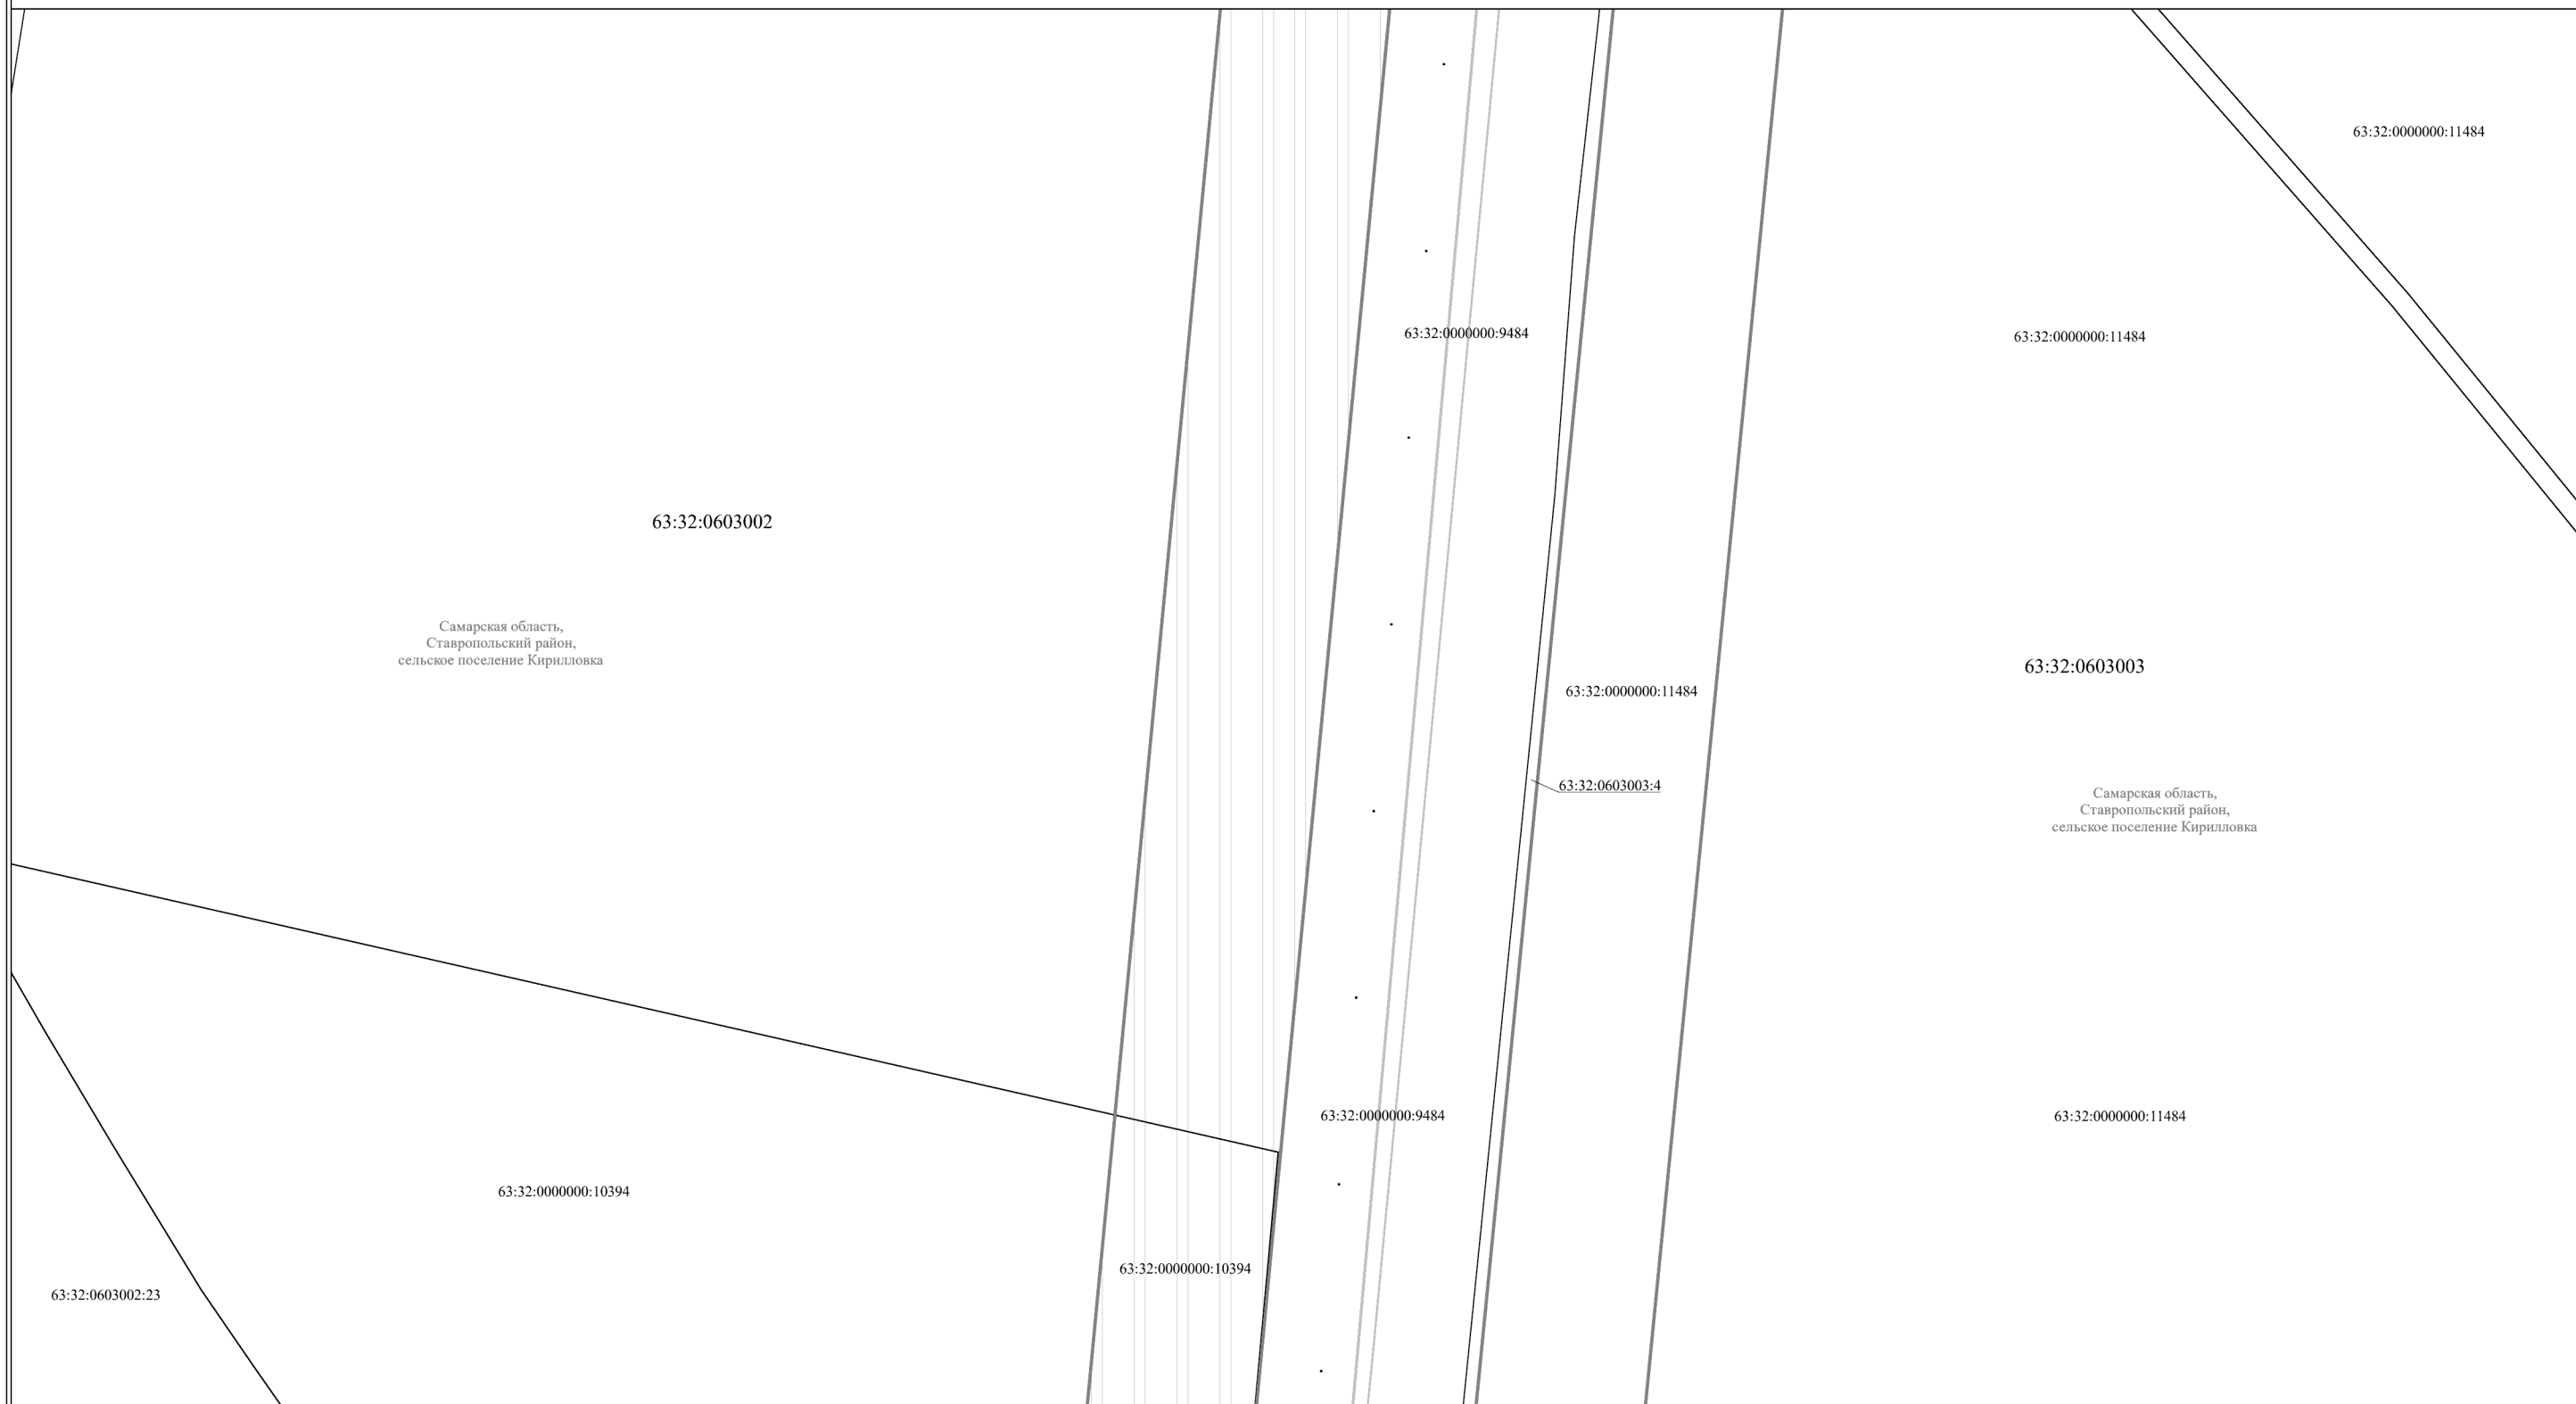 63:32:0000000:11484
63:32:0000000:9484
63:32:0000000:11484
63:32:0603002
Самарская область,
Ставропольский район,
сельское поселение Кирилловка
63:32:0603003
63:32:0000000:11484
63:32:0603003:4
Самарская область,
Ставропольский район,
сельское поселение Кирилловка
63:32:0000000:9484
63:32:0000000:11484
63:32:0000000:10394
63:32:0000000:10394
63:32:0603002:23